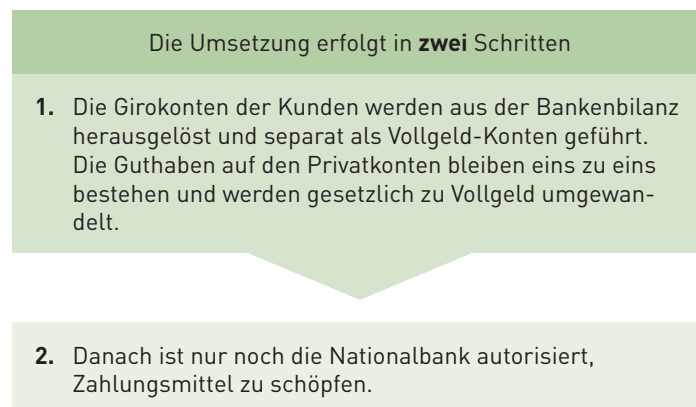 Die Umsetzung erfolgt in zwei Schritten
1. Die Girokonten der Kunden werden aus der Bankenbilanz
herausgelöst und separat als Vollgeld-Konten geführt.
Die Guthaben auf den Privatkonten bleiben eins zu eins
bestehen und werden gesetzlich zu Vollgeld umgewan-
delt.
2. Danach ist nur noch die Nationalbank autorisiert,
Zahlungsmittel zu schöpfen.